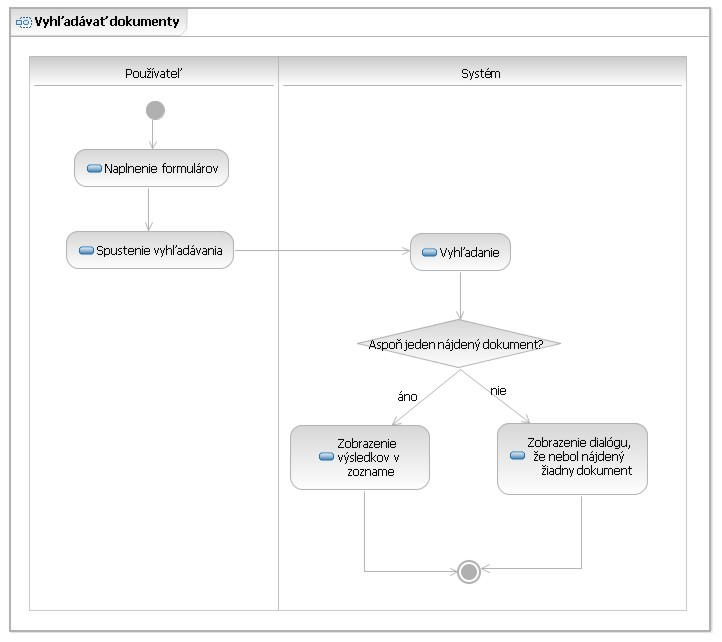 Vyhľadávať dokumenty
Používateľ
Systém
Naplnenie formulárov
Spustenie vyhľadávania
Vyhľadanie
Aspoň jeden nájdený dokument?
áno
nie
Zobrazenie
výsledkov v
zozname
Zobrazenie dialógu,
že nebol nájdený
žiadny dokument